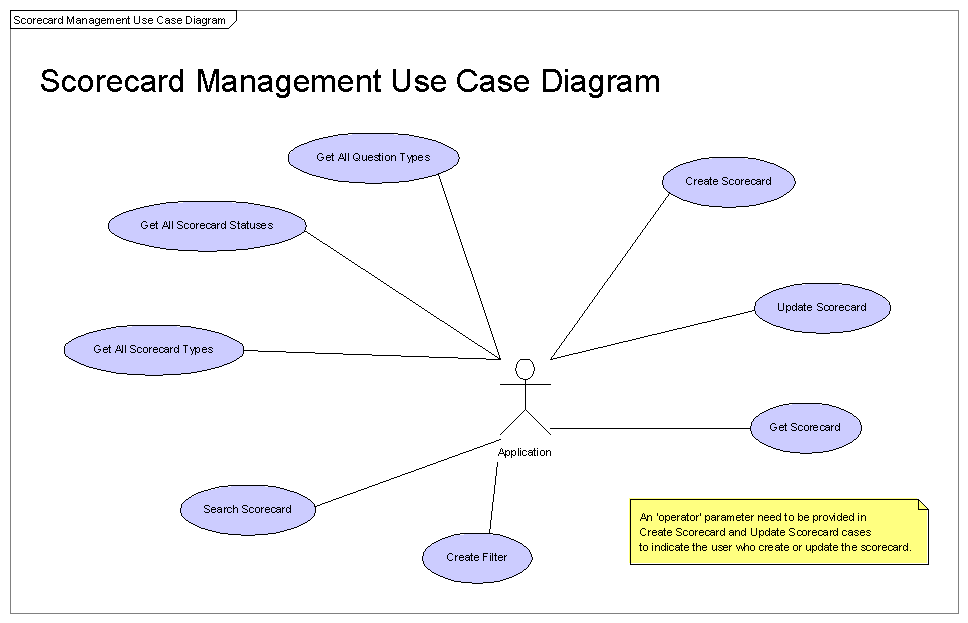 Scorecard Management Use Case Diagram
Scorecard Management Use Case Diagram
Get All Question Types
Create Scorecard
Get All Scorecard Statuses
Update Scorecard
Get All Scorecard Types
Get Scorecard
Application
Search Scorecard
Create Filter
An 'operator' parameter need to be provided in
Create Scorecard and Update Scorecard cases
to indicate the user who create or update the scorecard.